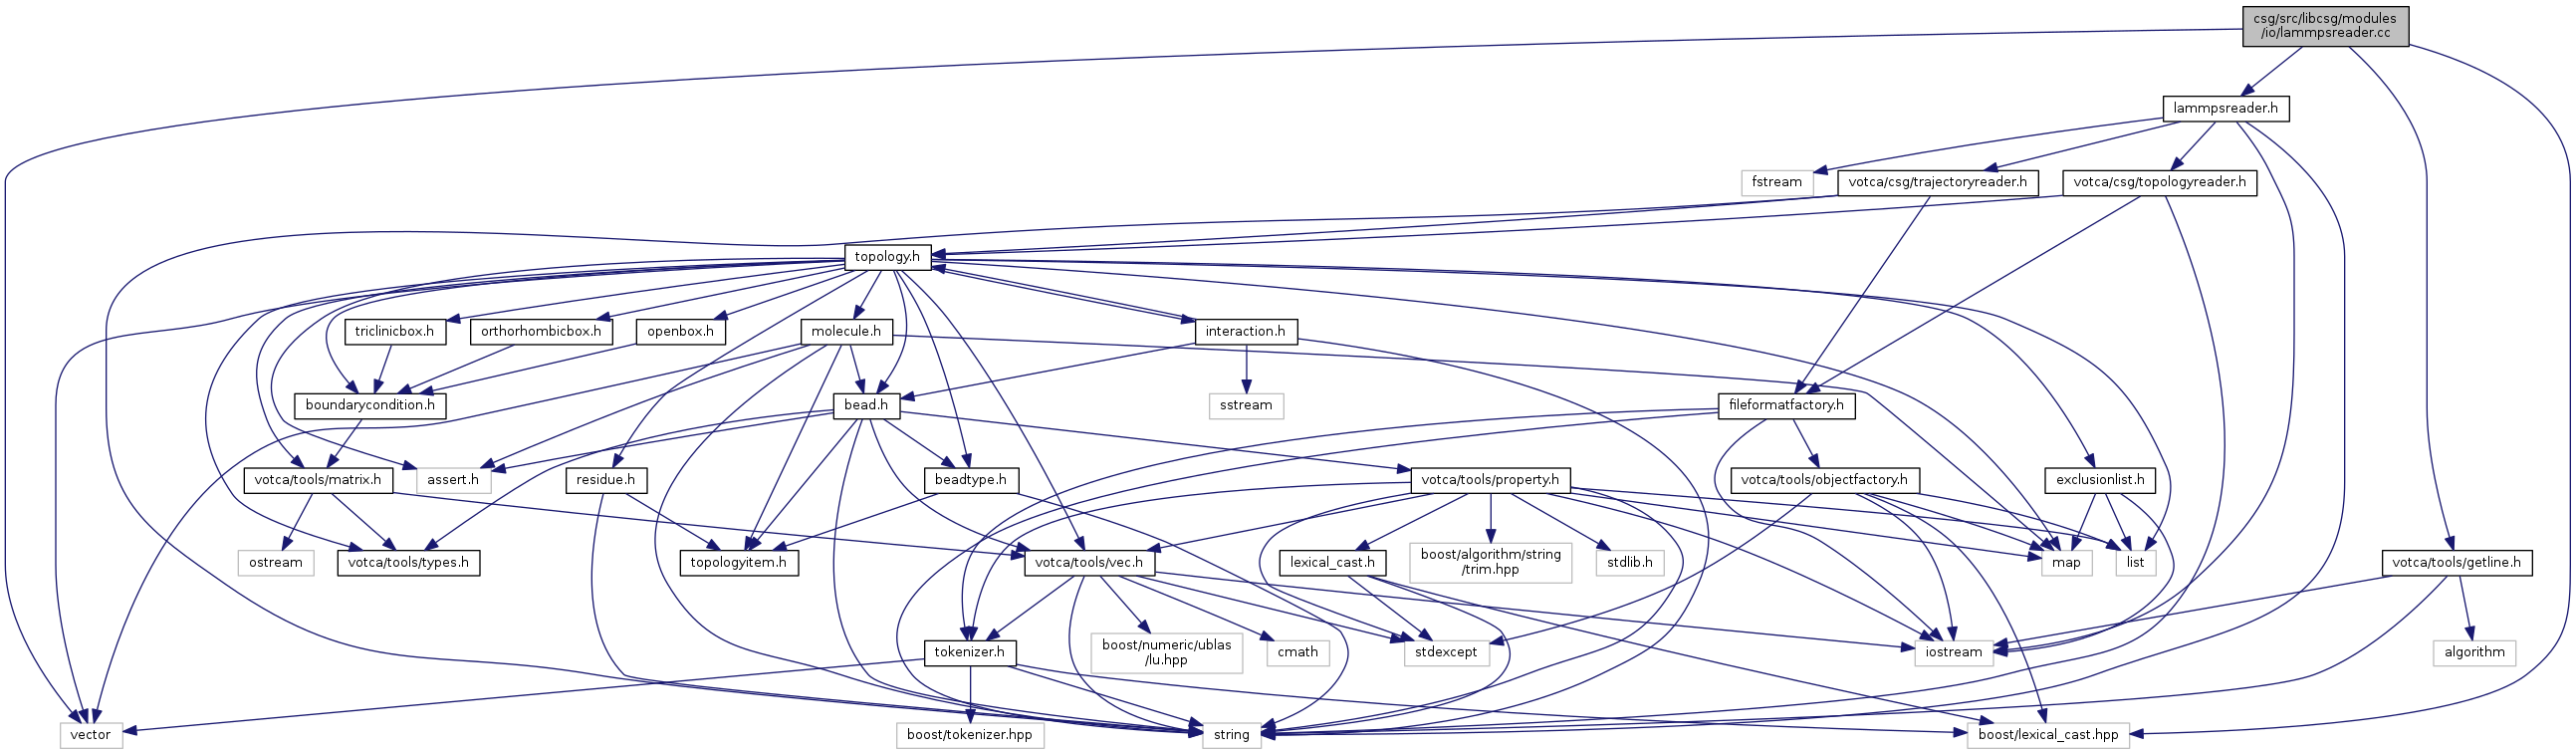 csg/src/libcsg/modules
/io/lammpsreader.cc
lammpsreader.h
fstream
votca/csg/trajectoryreader.h
votca/csg/topologyreader.h
topology.h
triclinicbox.h
orthorhombicbox.h
openbox.h
molecule.h
interaction.h
boundarycondition.h
bead.h
sstream
fileformatfactory.h
votca/tools/matrix.h
assert.h
residue.h
beadtype.h
votca/tools/property.h
votca/tools/objectfactory.h
exclusionlist.h
ostream
votca/tools/types.h
topologyitem.h
votca/tools/vec.h
lexical_cast.h
boost/algorithm/string
/trim.hpp
stdlib.h
map
list
votca/tools/getline.h
tokenizer.h
boost/numeric/ublas
/lu.hpp
cmath
stdexcept
iostream
algorithm
vector
boost/tokenizer.hpp
string
boost/lexical_cast.hpp